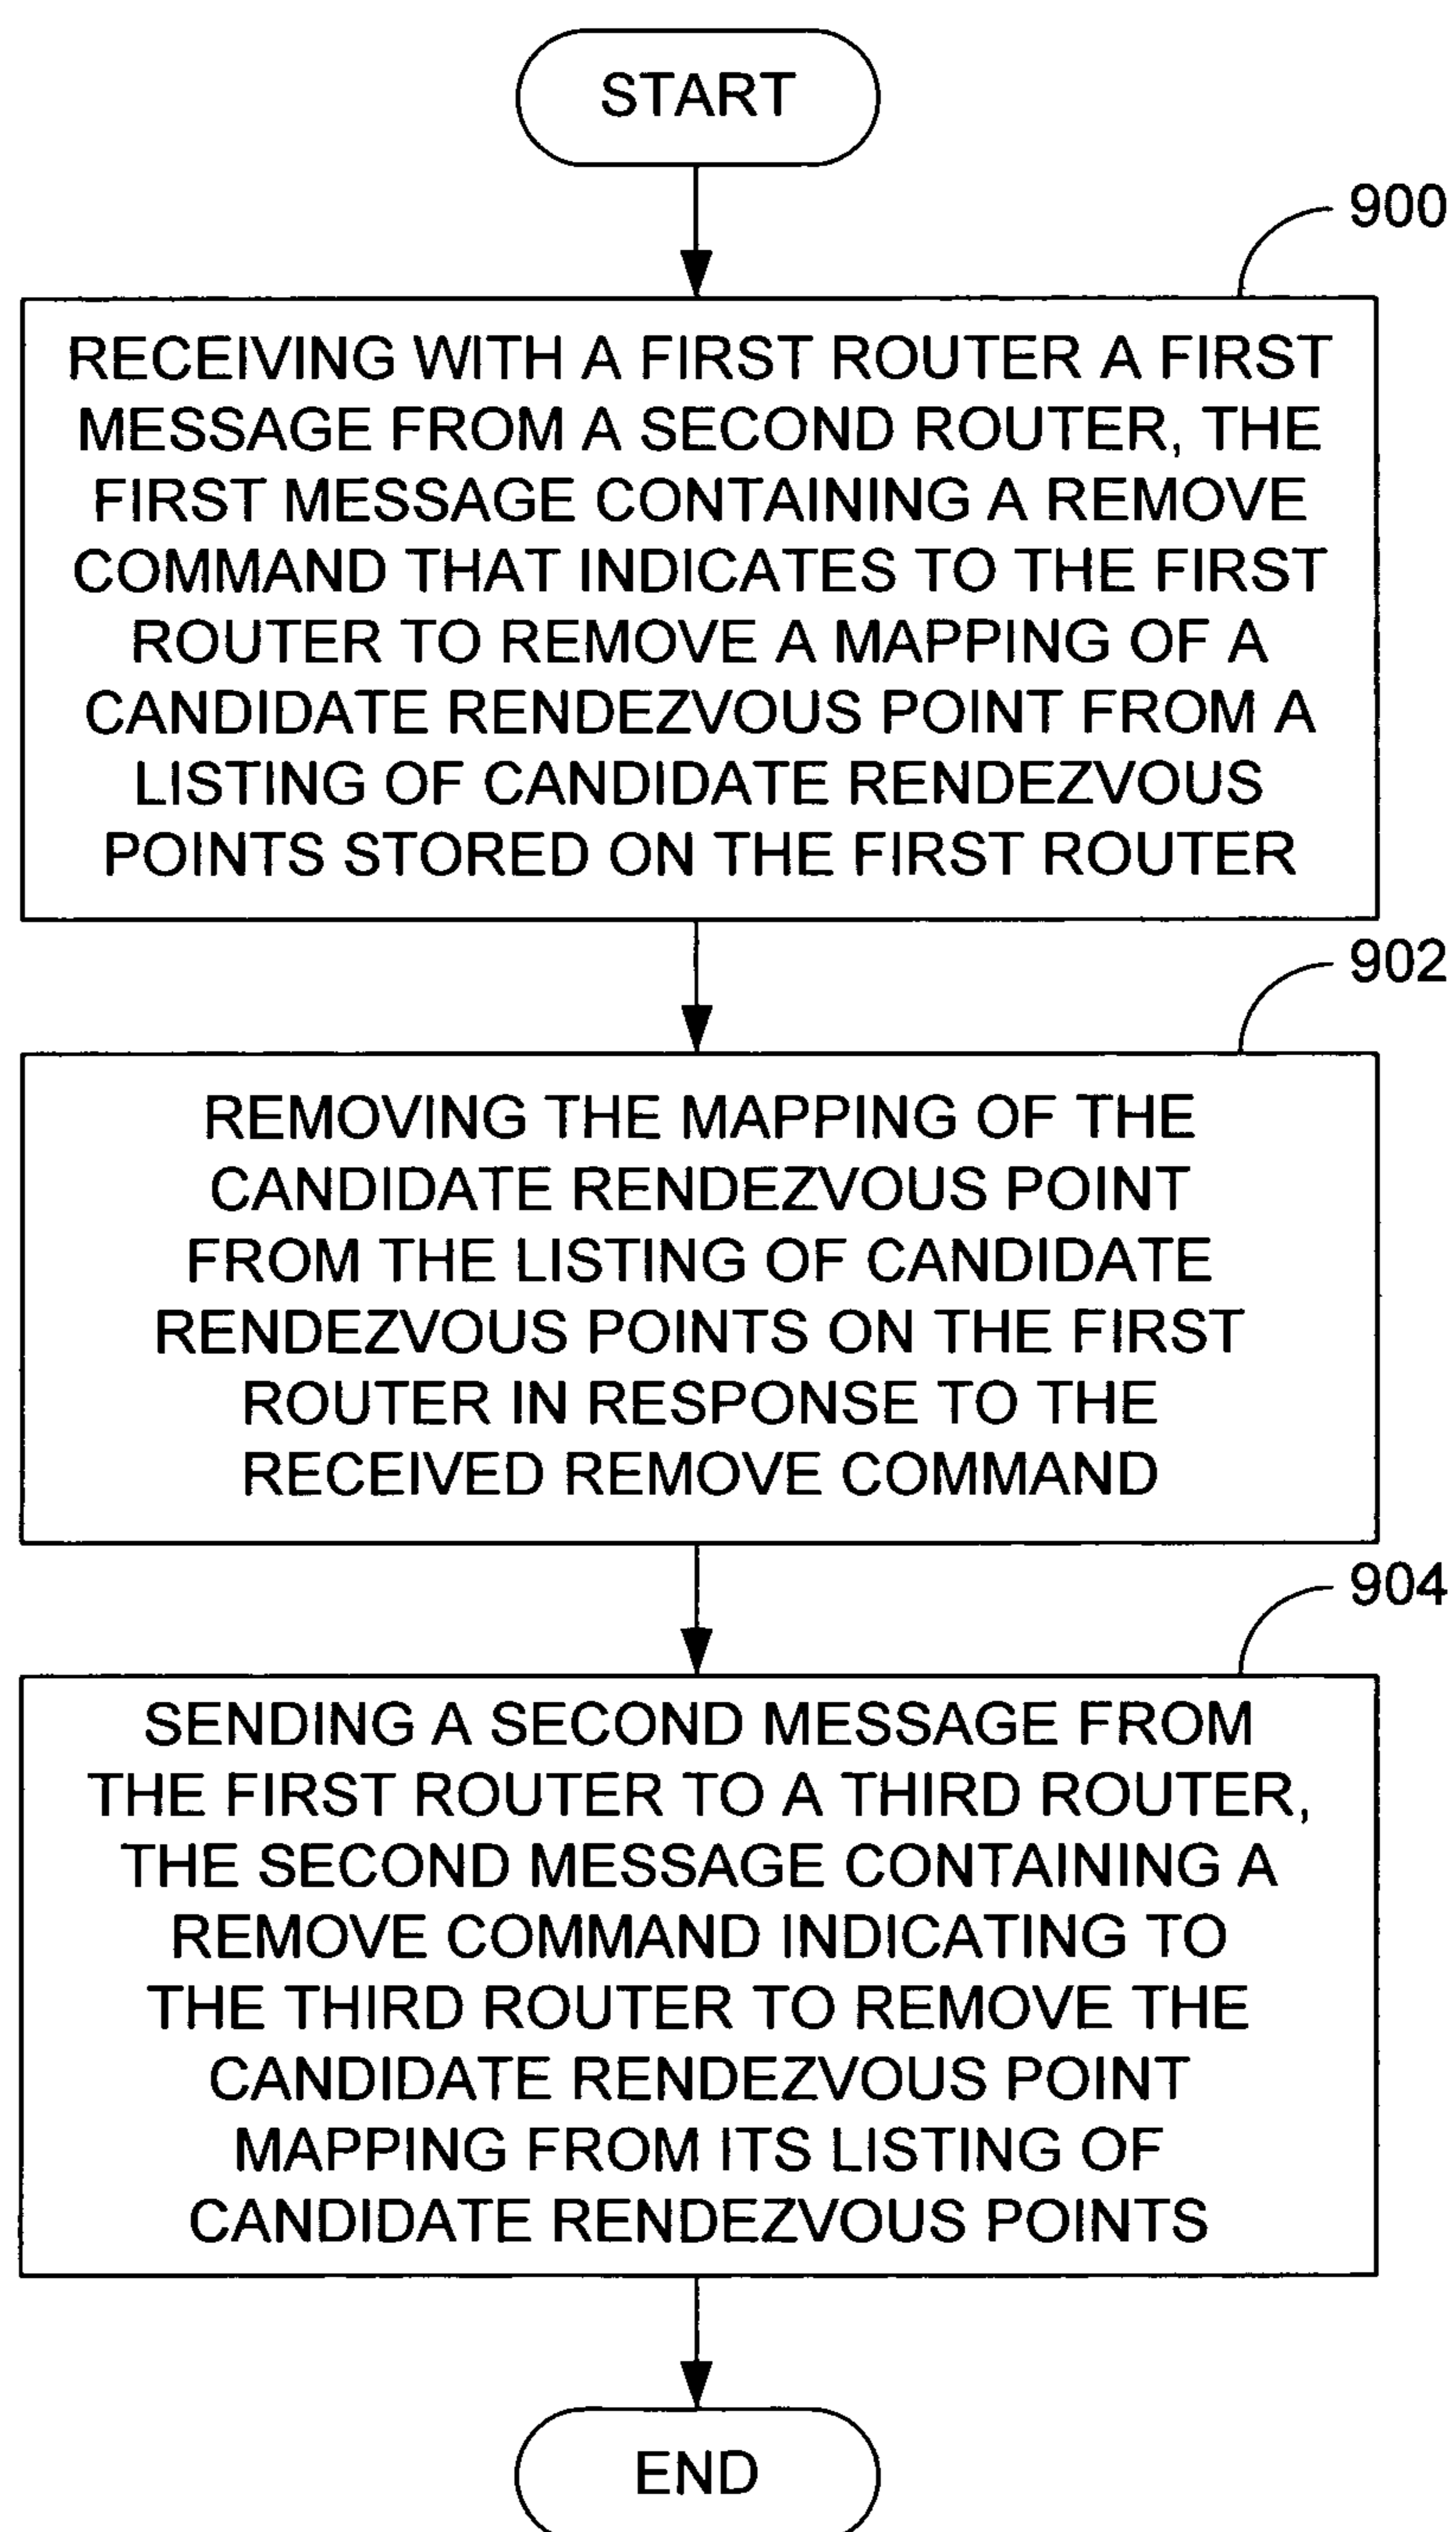 START
900
RECEIVING WITH A FIRST ROUTER A FIRST
MESSAGE FROM A SECOND ROUTER, THE
FIRST MESSAGE CONTAINING A REMOVE
COMMAND THAT INDICATES TO THE FIRST
ROUTER TO REMOVE A MAPPING OF A
CANDIDATE RENDEZVOUS POINT FROM A
LISTING OF CANDIDATE RENDEZVOUS
POINTS STORED ON THE FIRST ROUTER
902
REMOVING THE MAPPING OF THE
CANDIDATE RENDEZVOUS POINT
FROM THE LISTING OF CANDIDATE
RENDEZVOUS POINTS ON THE FIRST
ROUTER IN RESPONSE TO THE
RECEIVED REMOVE COMMAND
904
SENDING A SECOND MESSAGE FROM
THE FIRST ROUTER TO A THIRD ROUTER,
THE SECOND MESSAGE CONTAINING A
REMOVE COMMAND INDICATING TO
THE THIRD ROUTER TO REMOVE THE
CANDIDATE RENDEZVOUS POINT
MAPPING FROM ITS LISTING OF
CANDIDATE RENDEZVOUS POINTS
END